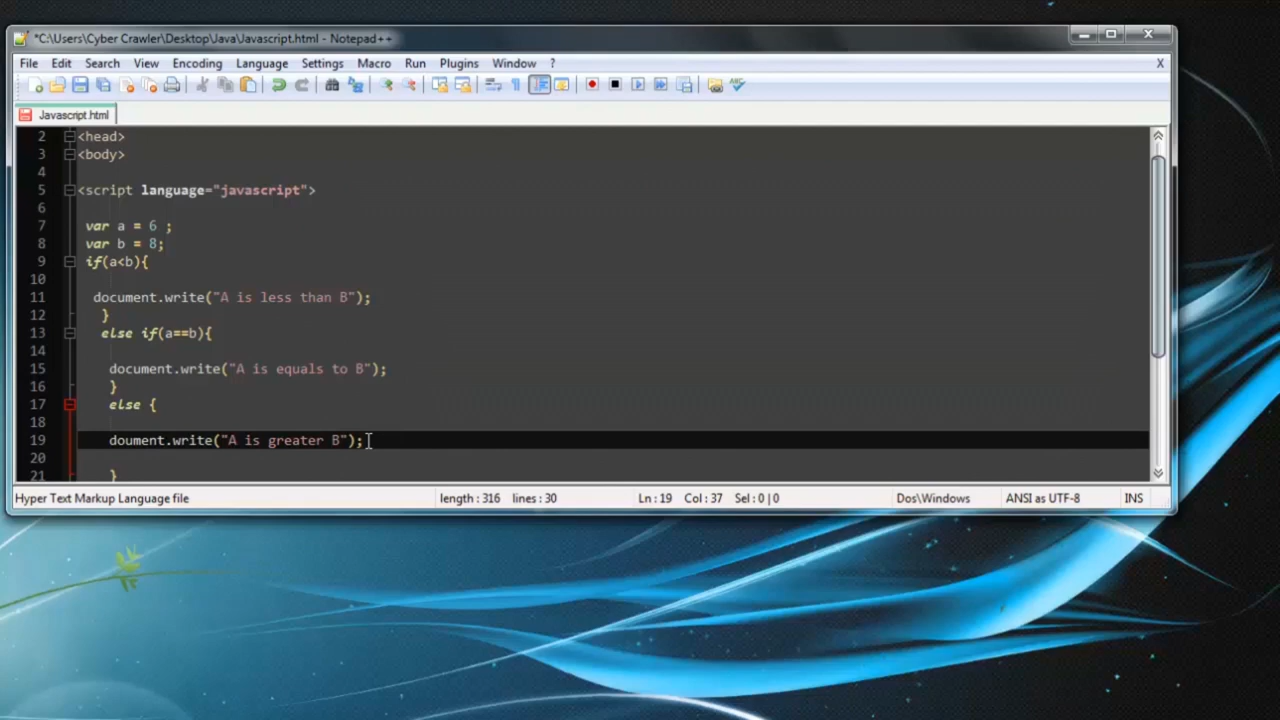 *C:\Users\Cyber Crawler\Desktop\Java\Javascript.html - Notepad++
File Edit Search View Encoding Language Settings Macro Run Plugins Window ? X
Javascript.html
2 <head>
3 <body>
4
5 <script language="javascript">
6
7 var a = 6 ;
8 var b = 8;
9 if(a<b){
10
11 document.write("A is less than B");
12 }
13 else if(a==b){
14
15 document.write("A is equals to B");
16 }
17 else {
18
19 doument.write("A is greater B");
20
21 }
Hyper Text Markup Language file length : 316 lines : 30 Ln : 19 Col : 37 Sel : 0 | 0 Dos\Windows ANSI as UTF-8 INS